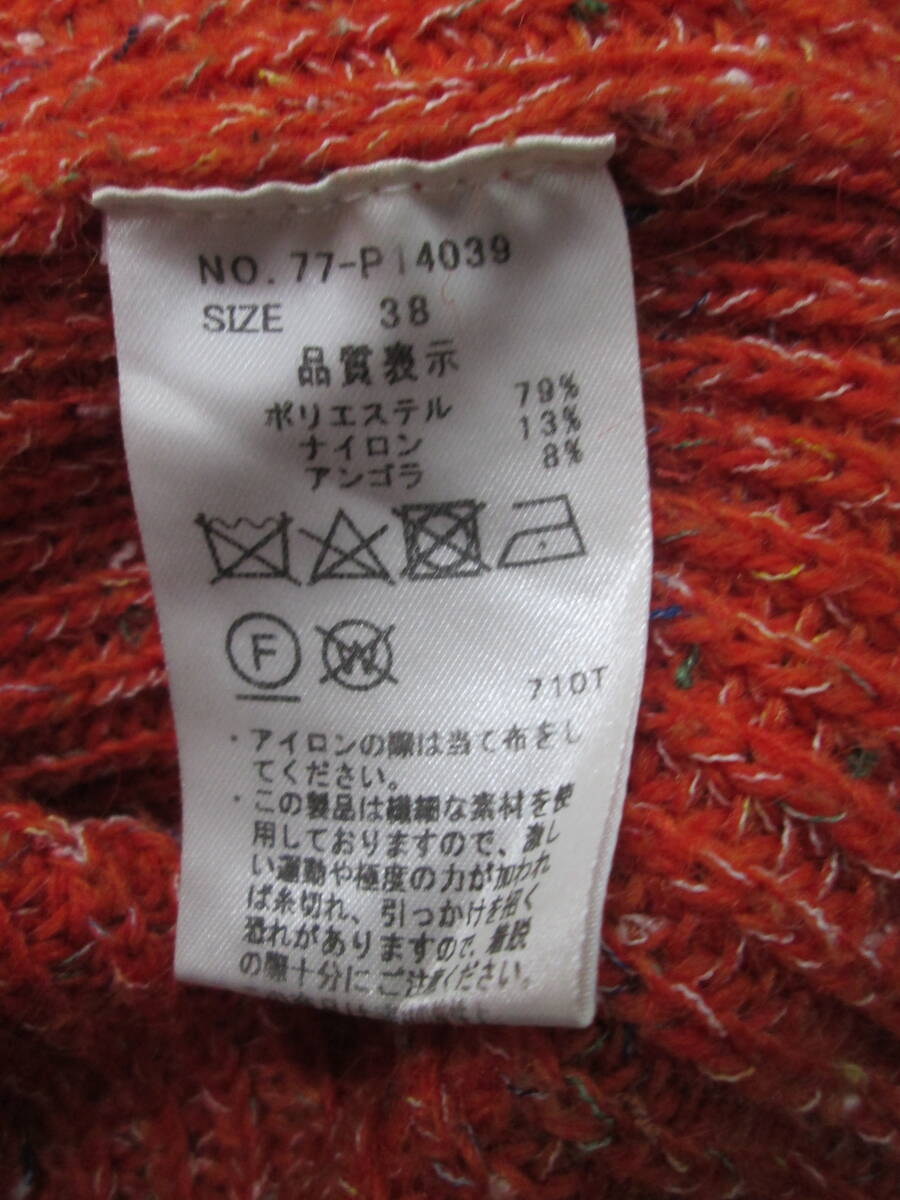 NO. 77-P14039
SIZE 38
品質表示
ポリエステル 79%
ナイロン 13%
アンゴラ 8%
F W
710T
・アイロンの際は当て布をし
てください。
・この製品は繊細な素材を使
用しておりますので、激し
い運動や極度の力が加われ
ば糸切れ、引っかけを招く
恐れがありますので、着脱
の際十分にご注意ください。